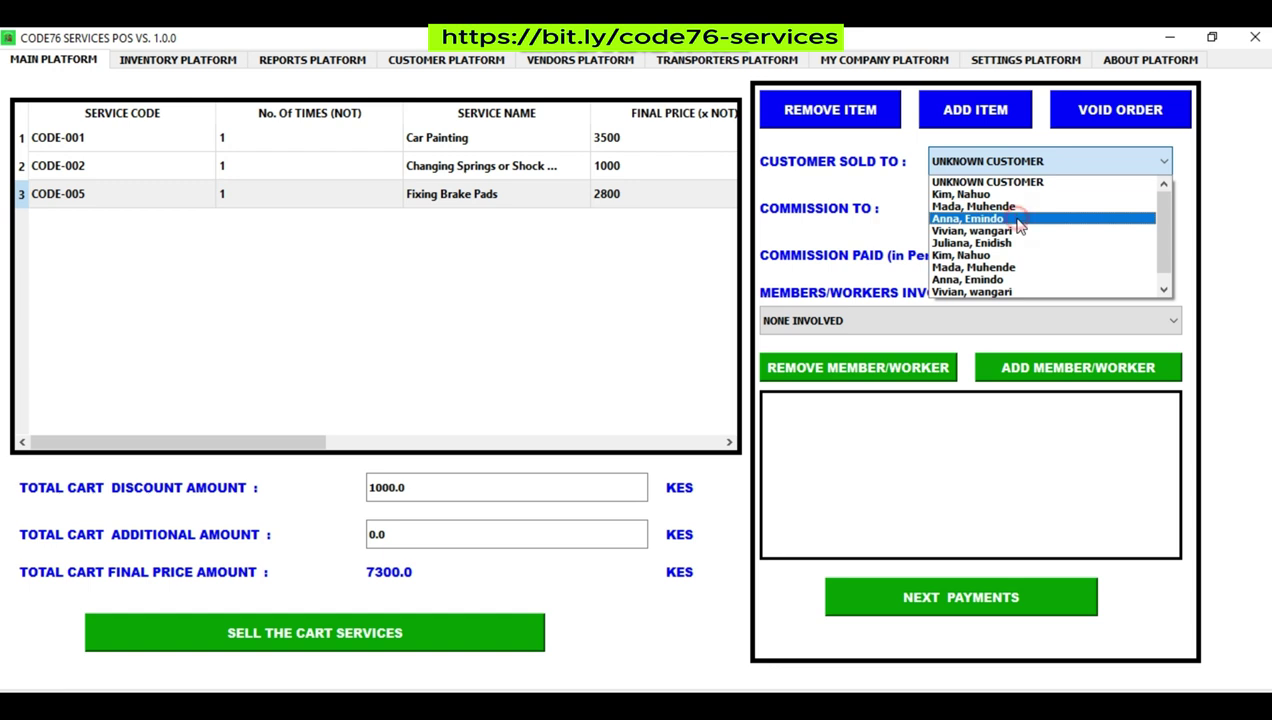 https://bit.ly/code76-services
CODE76 SERVICES POS VS. 1.0.0
MAIN PLATFORM INVENTORY PLATFORM REPORTS PLATFORM CUSTOMER PLATFORM VENDORS PLATFORM TRANSPORTERS PLATFORM MY COMPANY PLATFORM SETTINGS PLATFORM ABOUT PLATFORM
SERVICE CODE No. Of TIMES (NOT) SERVICE NAME FINAL PRICE (x NOT)
1 CODE-001 1 Car Painting 3500
2 CODE-002 1 Changing Springs or Shock ... 1000
3 CODE-005 1 Fixing Brake Pads 2800
TOTAL CART DISCOUNT AMOUNT : 1000.0 KES
TOTAL CART ADDITIONAL AMOUNT : 0.0 KES
TOTAL CART FINAL PRICE AMOUNT : 7300.0 KES
SELL THE CART SERVICES
REMOVE ITEM ADD ITEM VOID ORDER
CUSTOMER SOLD TO : UNKNOWN CUSTOMER
UNKNOWN CUSTOMER
Kim, Nahuo
Mada, Muhende
Anna, Emindo
Vivian, wangari
Juliana, Enidish
Kim, Nahuo
Mada, Muhende
Anna, Emindo
Vivian, wangari
COMMISSION TO :
COMMISSION PAID (in Per
MEMBERS/WORKERS INV
NONE INVOLVED
REMOVE MEMBER/WORKER ADD MEMBER/WORKER
NEXT PAYMENTS